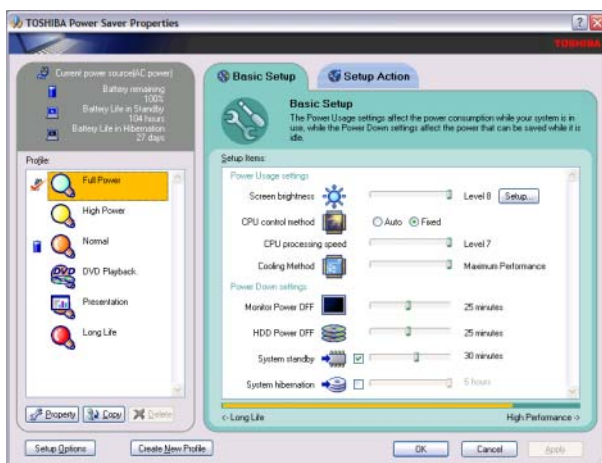 TOSHIBA Power Saver Properties
TOSHIBA
Current power source(AC power)
Battery remaining
100%
Battery Life in Standby
104 hours
Battery Life in Hibernation
27 days
Profile:
Full Power
High Power
Normal
DVD
DVD Playback
Presentation
Long Life
Property
Copy
Delete
Basic Setup
Setup Action
Basic Setup
The Power Usage settings affect the power consumption while your system is in
use, while the Power Down settings affect the power that can be saved while it is
idle.
Setup Items:
Power Usage settings
Screen brightness Level 8 Setup...
CPU control method Auto Fixed
CPU processing speed Level 7
Cooling Method Maximum Performance
Power Down settings
Monitor Power OFF 25 minutes
HDD Power OFF 25 minutes
System standby 30 minutes
System hibernation 6 hours
<- Long Life High Performance ->
Setup Options Create New Profile OK Cancel Apply